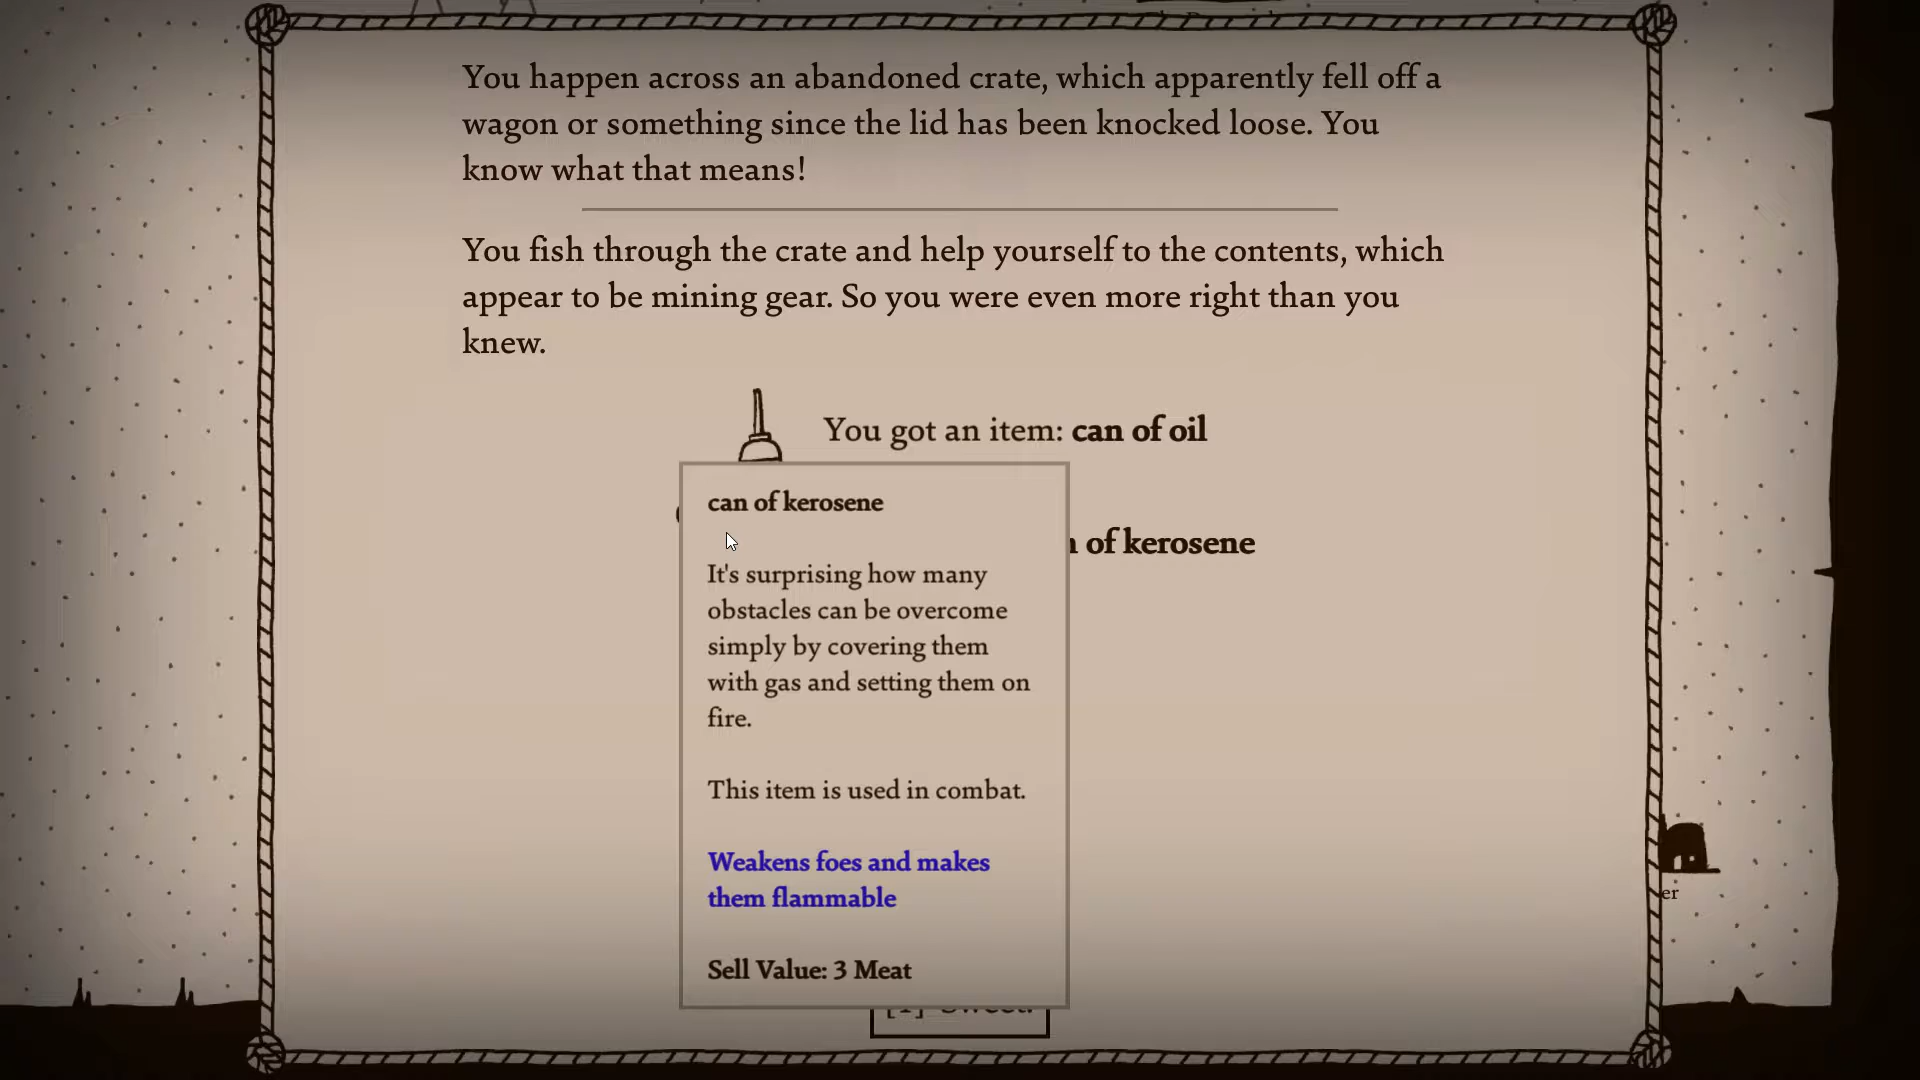 You happen across an abandoned crate, which apparently fell off a
wagon or something since the lid has been knocked loose. You
know what that means!
You fish through the crate and help yourself to the contents, which
appear to be mining gear. So you were even more right than you
knew.
You got an item: can of oil
of kerosene
can of kerosene
It's surprising how many
obstacles can be overcome
simply by covering them
with gas and setting them on
fire.
This item is used in combat.
Weakens foes and makes
them flammable
Sell Value: 3 Meat
er